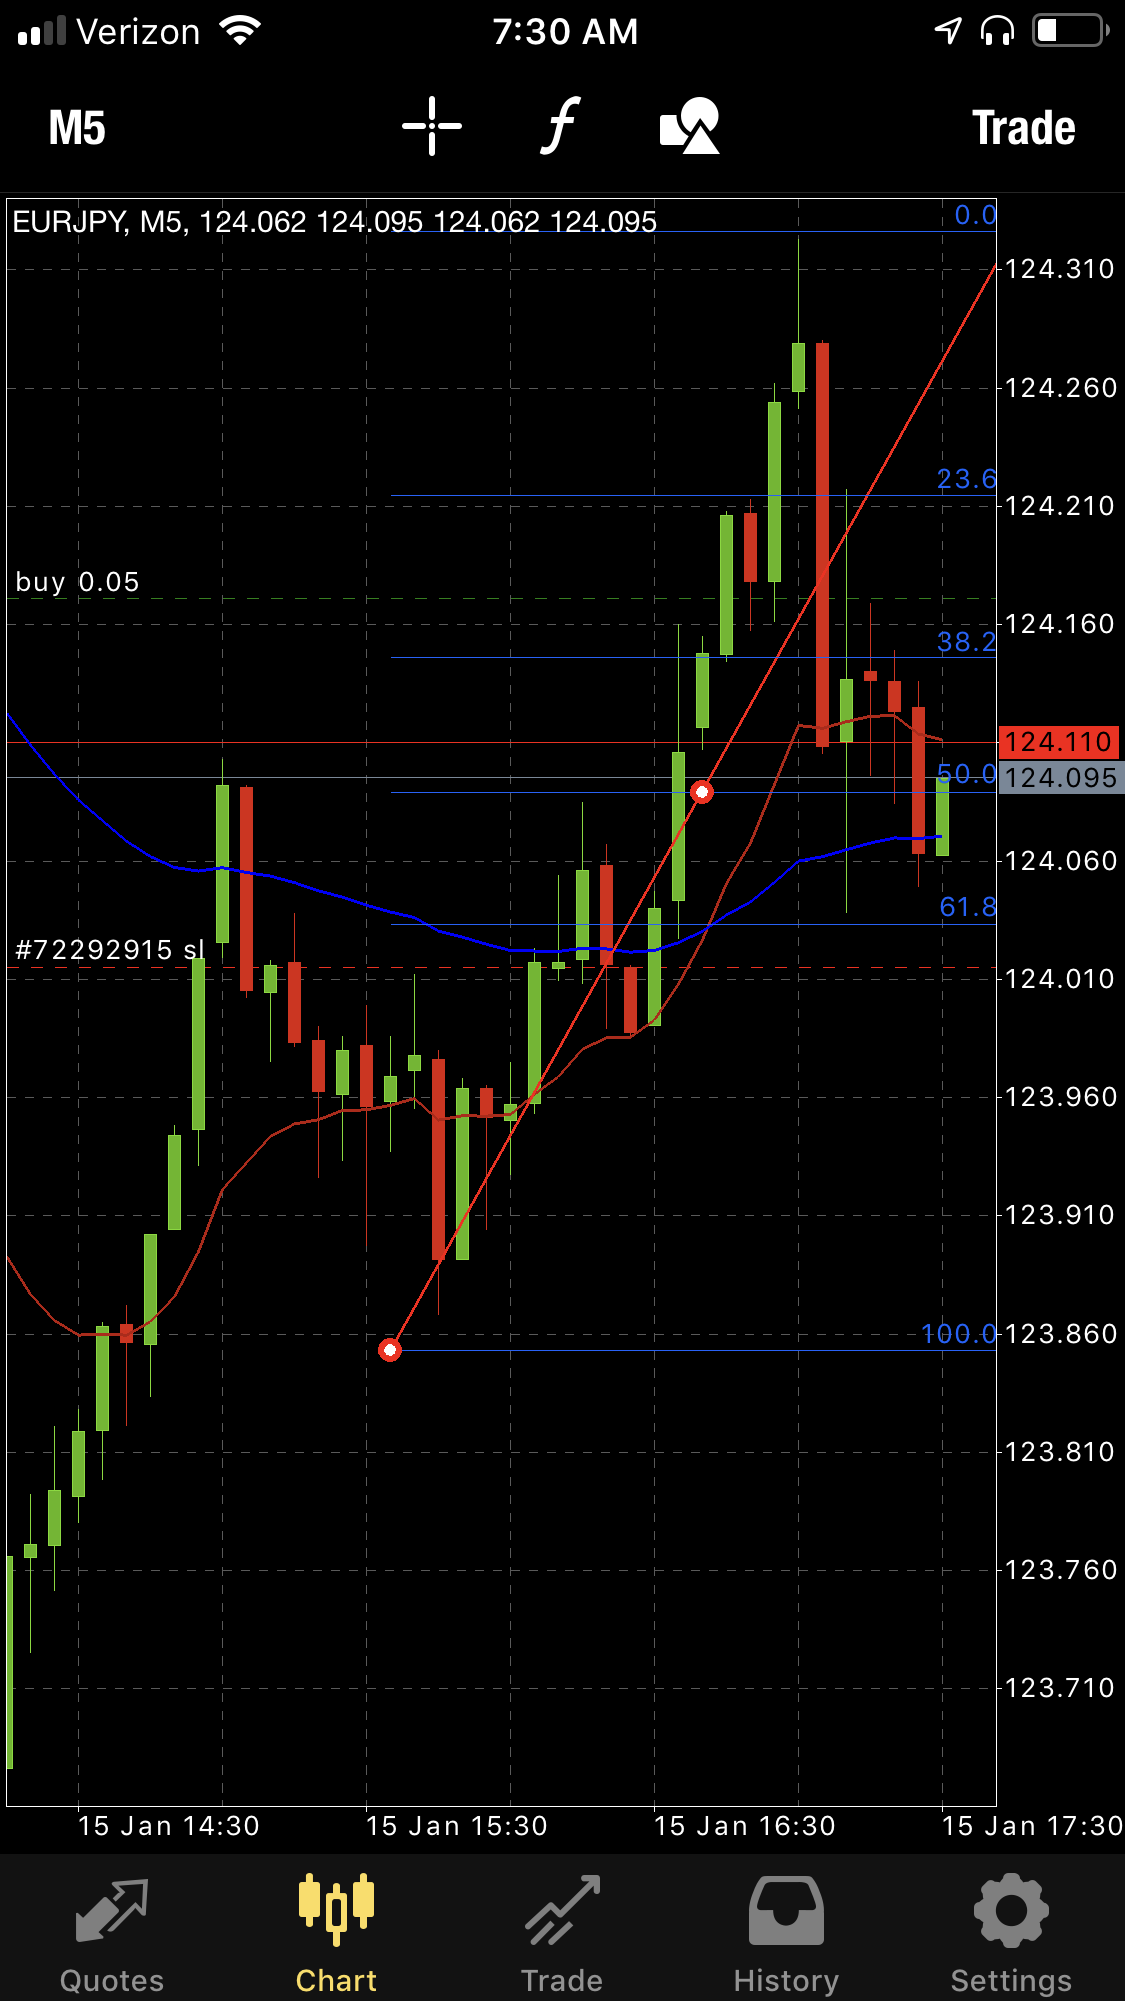 Verizon 7:30 AM
M5 f Trade
EURJPY, M5, 124.062 124.095 124.062 124.095
0.0
124.310
124.260
23.6
124.210
buy 0.05
124.160
38.2
124.110
50.0
124.095
124.060
61.8
#72292915 sl
124.010
123.960
123.910
100.0
123.860
123.810
123.760
123.710
15 Jan 14:30 15 Jan 15:30 15 Jan 16:30 15 Jan 17:30
Quotes Chart Trade History Settings